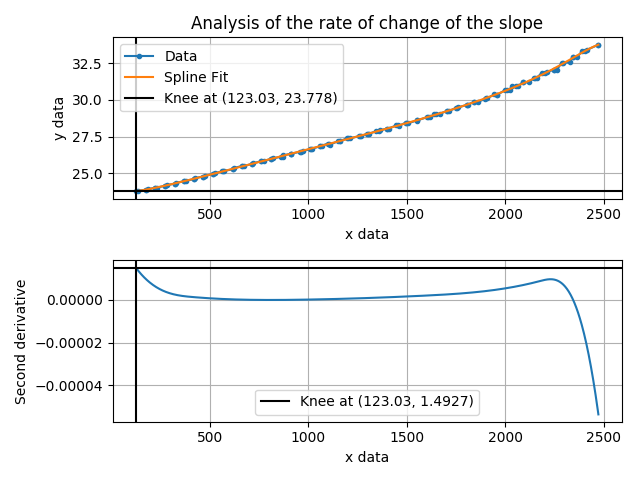 Analysis of the rate of change of the slope
Data
Spline Fit
Knee at (123.03, 23.778)
32.5
30.0
27.5
25.0
y data
500 1000 1500 2000 2500
x data
0.00000
−0.00002
−0.00004
Second derivative
Knee at (123.03, 1.4927)
500 1000 1500 2000 2500
x data